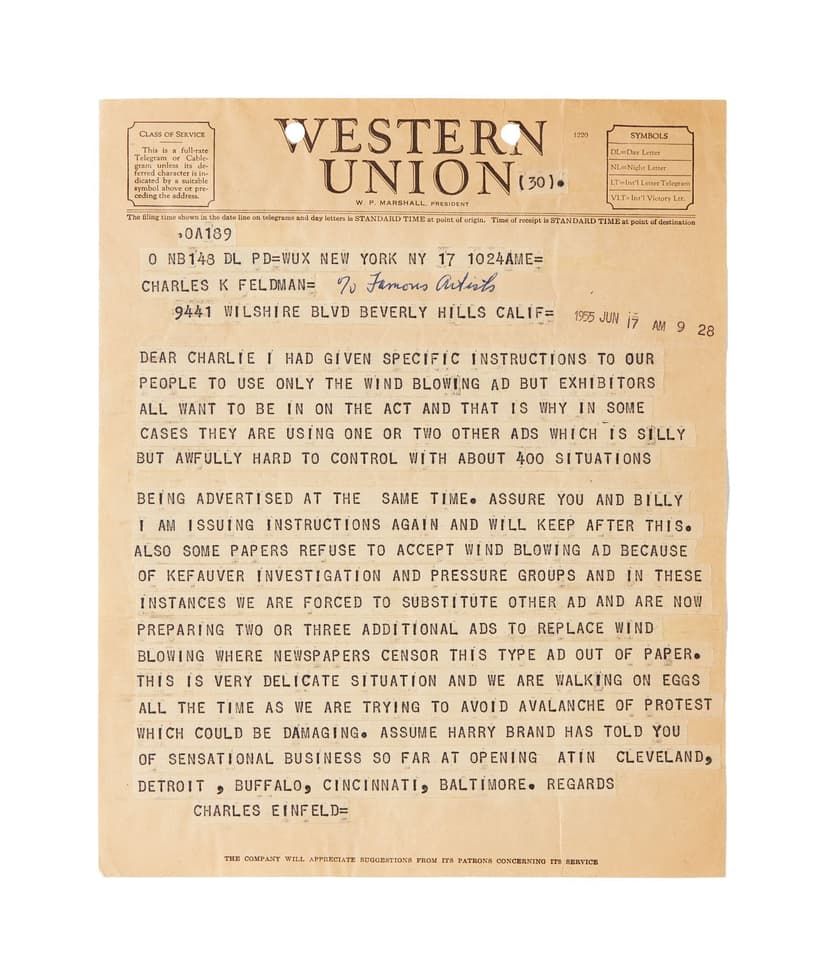 CLASS OF SERVICE
This is a full-rate
Telegram or Cable-
gram unless its de-
ferred character is in-
dicated by a suitable
symbol above or pre-
ceding the address.
WESTERN
UNION
(30).
W. P. MARSHALL, PRESIDENT
1220
SYMBOLS
DL=Day Letter
NL=Night Letter
LT=Int'l Letter Telegram
VLT=Int'l Victory Ltr.
The filing time shown in the date line on telegrams and day letters is STANDARD TIME at point of origin. Time of receipt is STANDARD TIME at point of destination
OA189
O NB148 DL PD=WUX NEW YORK NY 17 1024AME=
CHARLES K FELDMAN= % Famous Artists
9441 WILSHIRE BLVD BEVERLY HILLS CALIF=
1955 JUN 17 AM 9 28
DEAR CHARLIE I HAD GIVEN SPECIFIC INSTRUCTIONS TO OUR
PEOPLE TO USE ONLY THE WIND BLOWING AD BUT EXHIBITORS
ALL WANT TO BE IN ON THE ACT AND THAT IS WHY IN SOME
CASES THEY ARE USING ONE OR TWO OTHER ADS WHICH IS SILLY
BUT AWFULLY HARD TO CONTROL WITH ABOUT 400 SITUATIONS
BEING ADVERTISED AT THE SAME TIME. ASSURE YOU AND BILLY
I AM ISSUING INSTRUCTIONS AGAIN AND WILL KEEP AFTER THIS.
ALSO SOME PAPERS REFUSE TO ACCEPT WIND BLOWING AD BECAUSE
OF KEFAUVER INVESTIGATION AND PRESSURE GROUPS AND IN THESE
INSTANCES WE ARE FORCED TO SUBSTITUTE OTHER AD AND ARE NOW
PREPARING TWO OR THREE ADDITIONAL ADS TO REPLACE WIND
BLOWING WHERE NEWSPAPERS CENSOR THIS TYPE AD OUT OF PAPER.
THIS IS VERY DELICATE SITUATION AND WE ARE WALKING ON EGGS
ALL THE TIME AS WE ARE TRYING TO AVOID AVALANCHE OF PROTEST
WHICH COULD BE DAMAGING. ASSUME HARRY BRAND HAS TOLD YOU
OF SENSATIONAL BUSINESS SO FAR AT OPENING ATIN CLEVELAND,
DETROIT , BUFFALO, CINCINNATI, BALTIMORE. REGARDS
CHARLES EINFELD=
THE COMPANY WILL APPRECIATE SUGGESTIONS FROM ITS PATRONS CONCERNING ITS SERVICE